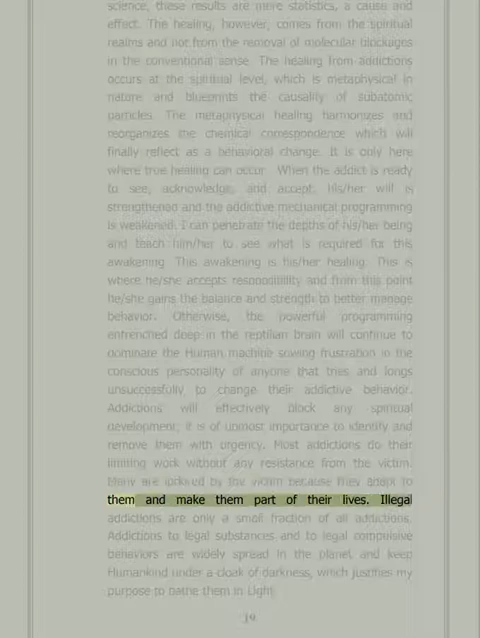 science, these results are mere statistics, a cause and
effect. The healing, however, comes from the spiritual
realms and not from the removal of molecular blockages
in the conventional sense. The healing from addictions
occurs at the spiritual level, which is metaphysical in
nature and blueprints the causality of subatomic
particles. The metaphysical healing harmonizes and
reorganizes the chemical correspondence which will
finally reflect as a behavioral change. It is only here
where true healing can occur. When the addict is ready
to see, acknowledge, and accept, his/her will is
strengthened and the addictive mechanical programming
is weakened. I can penetrate the depths of his/her being
and teach him/her to see what is required for this
awakening. This awakening is his/her healing. This is
where he/she accepts responsibility and from this point
he/she gains the balance and strength to better manage
behavior. Otherwise, the powerful programming
entrenched deep in the reptilian brain will continue to
dominate the Human machine sowing frustration in the
conscious personality of anyone that tries and longs
unsuccessfully to change their addictive behavior.
Addictions will effectively block any spiritual
development; it is of upmost importance to identify and
remove them with urgency. Most addictions do their
limiting work without any resistance from the victim.
Many are ignored by the victim because they adapt to
them and make them part of their lives. Illegal
addictions are only a small fraction of all addictions.
Addictions to legal substances and to legal compulsive
behaviors are widely spread in the planet and keep
Humankind under a cloak of darkness, which justifies my
purpose to bathe them in Light.
19